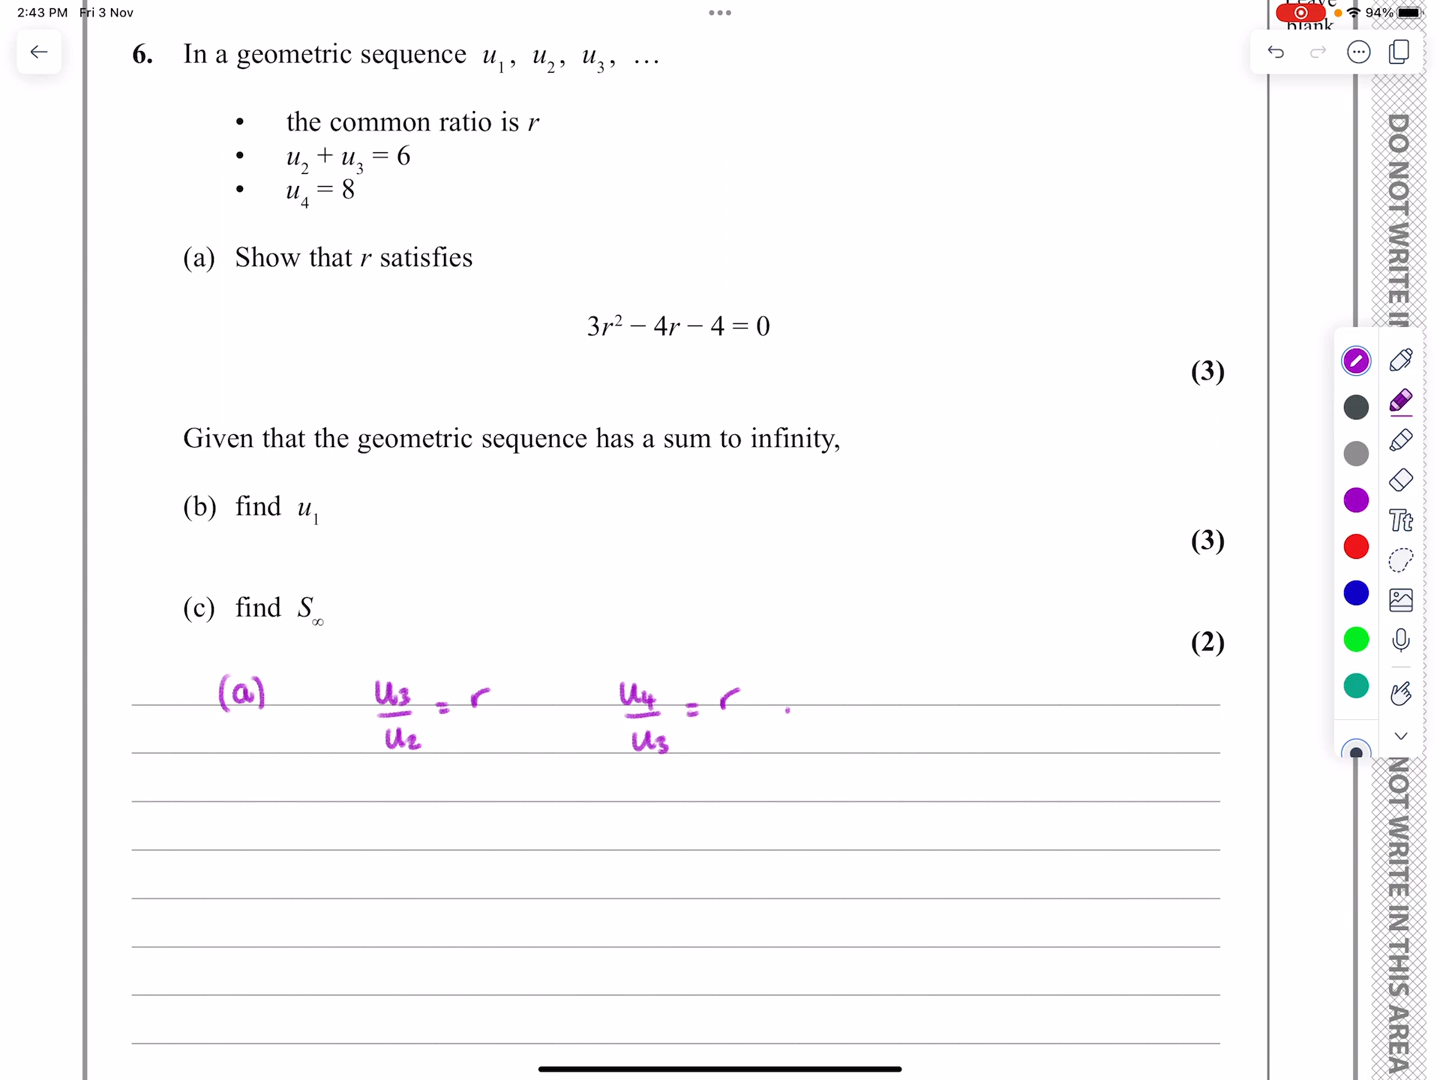 2:43 PM Fri 3 Nov
94%
blank
6. In a geometric sequence u₁, u₂, u₃, ...
• the common ratio is r
• u₂ + u₃ = 6
• u₄ = 8
(a) Show that r satisfies
3r² − 4r − 4 = 0
(3)
Given that the geometric sequence has a sum to infinity,
(b) find u₁
(3)
(c) find S∞
(2)
(a) u₃/u₂ = r u₄/u₃ = r
Tt
DO NOT WRITE IN
NOT WRITE IN THIS AREA